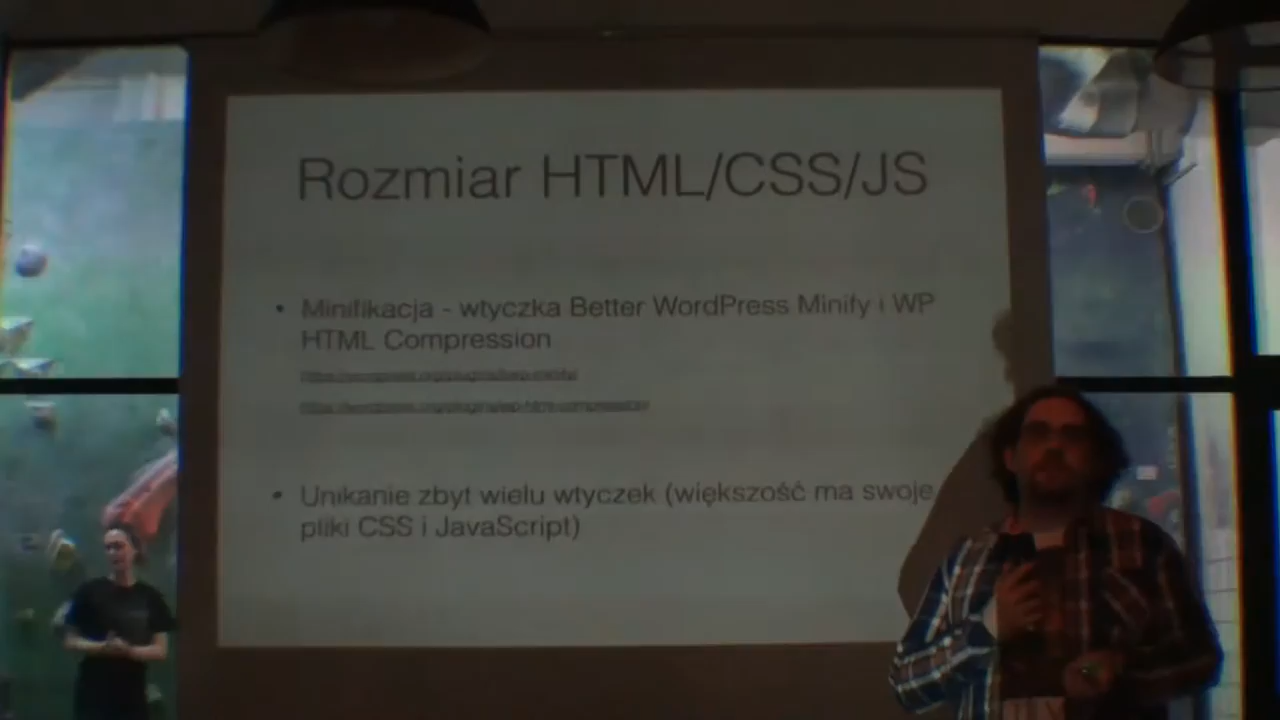 Rozmiar HTML/CSS/JS
• Minifikacja - wtyczka Better WordPress Minify i WP
HTML Compression
• Unikanie zbyt wielu wtyczek (większość ma swoje
pliki CSS i JavaScript)